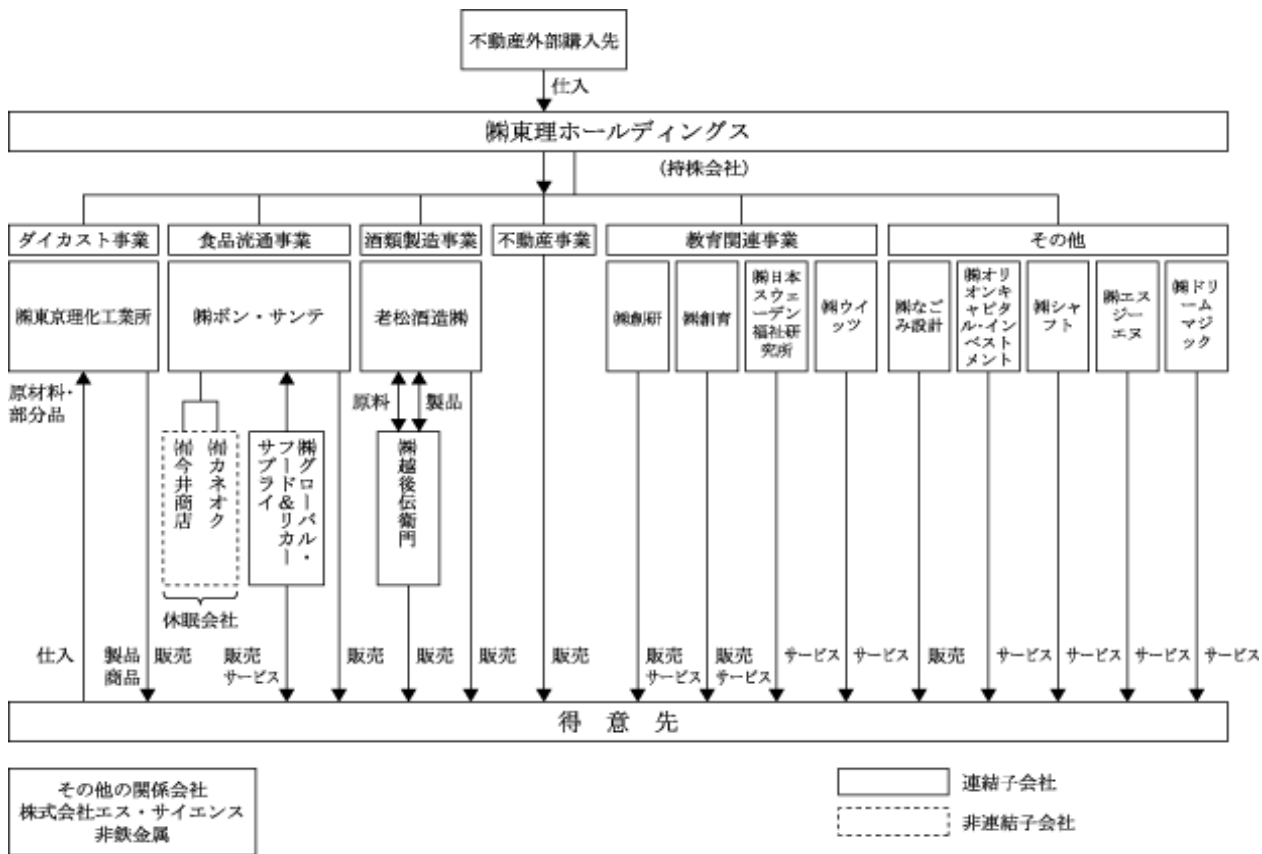 不動産外部購入先
仕入
㈱東理ホールディングス
(持株会社)
ダイカスト事業
食品流通事業
酒類製造事業
不動産事業
教育関連事業
その他
㈱東京理化工業所
㈱ボン・サンテ
老松酒造㈱
㈱創研
㈱創育
㈱日本
スウェー
デン
福祉研
究所
㈱ウイ
ッツ
㈱なご
み設計
㈱オリ
オンキ
ャピタ
ル・イン
ベスト
メント
㈱シャ
フト
㈱エス
ジー
エヌ
㈱ドリ
ーム
マジ
ック
原材料・
部分品
原料
製品
㈲カネオク
㈲今井商店
㈱グローバル・
フード&リカー
サプライ
㈱越後伝衛門
休眠会社
仕入
製品
商品
販売
販売
サービス
販売
販売
販売
販売
販売
サービス
販売
サービス
サービス
サービス
販売
サービス
サービス
サービス
サービス
得意先
その他の関係会社
株式会社エス・サイエンス
非鉄金属
連結子会社
非連結子会社